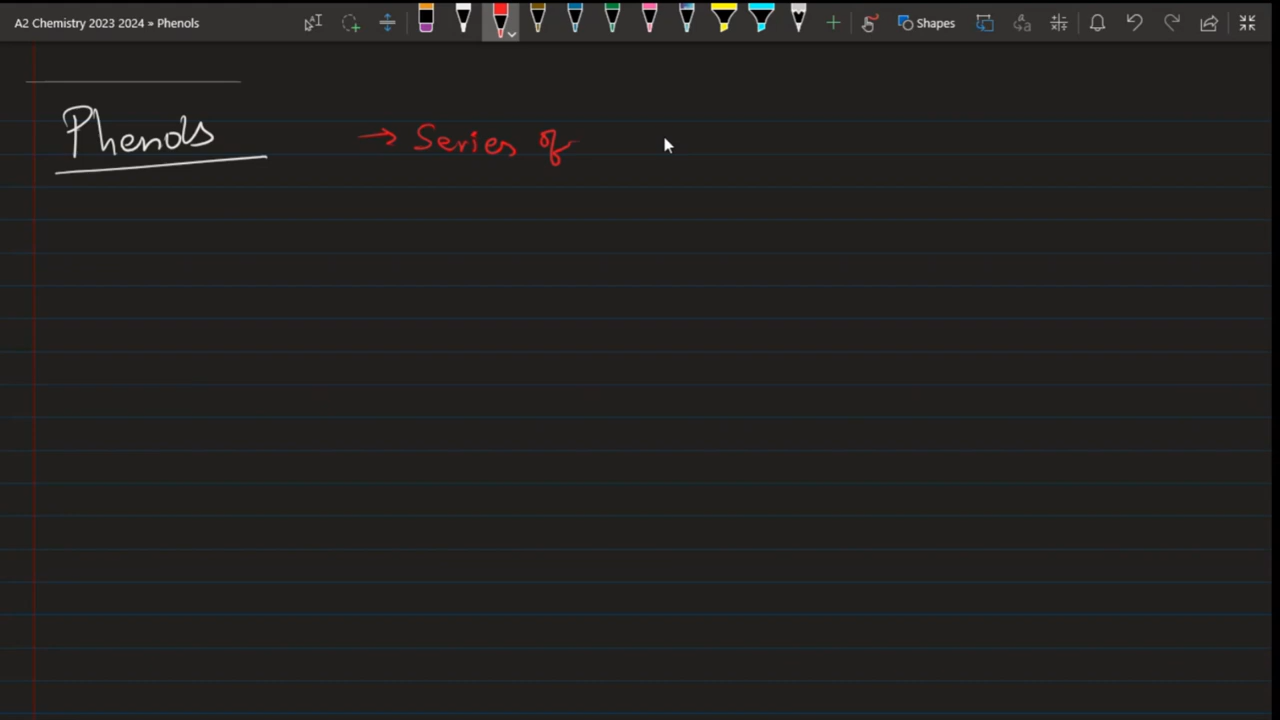 A2 Chemistry 2023 2024 » Phenols
Shapes
Phenols → Series of